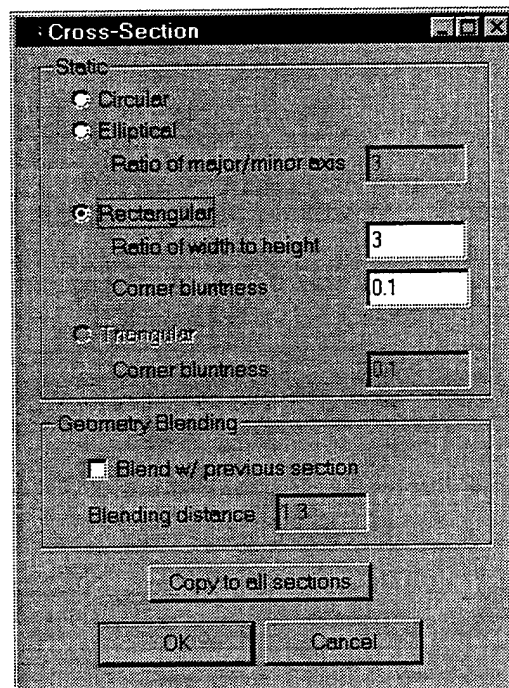 Cross-Section
Static
Circular
Elliptical
Ratio of major/minor axis 3
Rectangular
Ratio of width to height 3
Corner bluntness 0.1
Triangular
Corner bluntness 0.1
Geometry Blending
Blend w/ previous section
Blending distance 1.3
Copy to all sections
OK Cancel